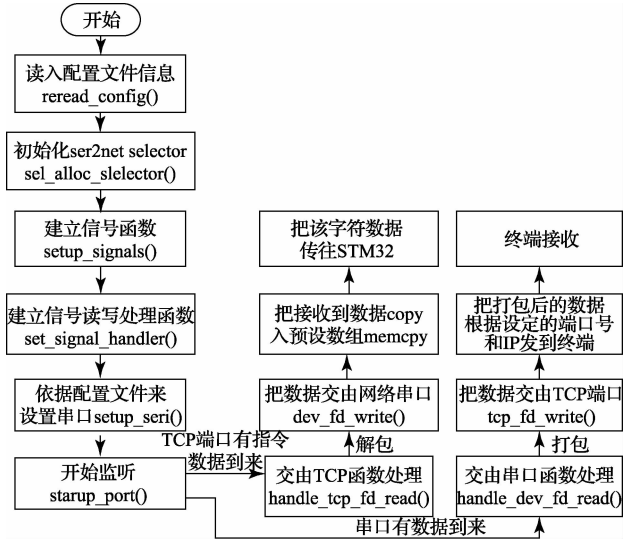 开始
读入配置文件信息
reread_config()
初始化ser2net selector
sel_alloc_slelector()
建立信号函数
setup_signals()
建立信号读写处理函数
set_signal_handler()
依据配置文件来
设置串口setup_seri()
开始监听
starup_port()
TCP端口有指令
数据到来
串口有数据到来
把该字符数据
传往STM32
把接收到数据copy
入预设数组memcpy
把数据交由网络串口
dev_fd_write()
解包
交由TCP函数处理
handle_tcp_fd_read()
终端接收
把打包后的数据
根据设定的端口号
和IP发到终端
把数据交由TCP端口
tcp_fd_write()
打包
交由串口函数处理
handle_dev_fd_read()